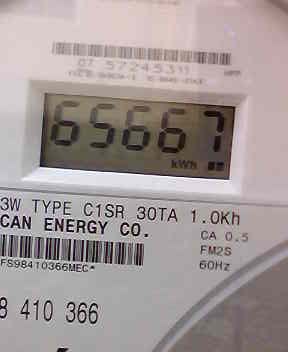 07 57245311
65667
kWh
3W TYPE C1SR 30TA 1.0Kh
CAN ENERGY CO.
CA 0.5
FM2S
60Hz
FS98410366MEC*
8 410 366